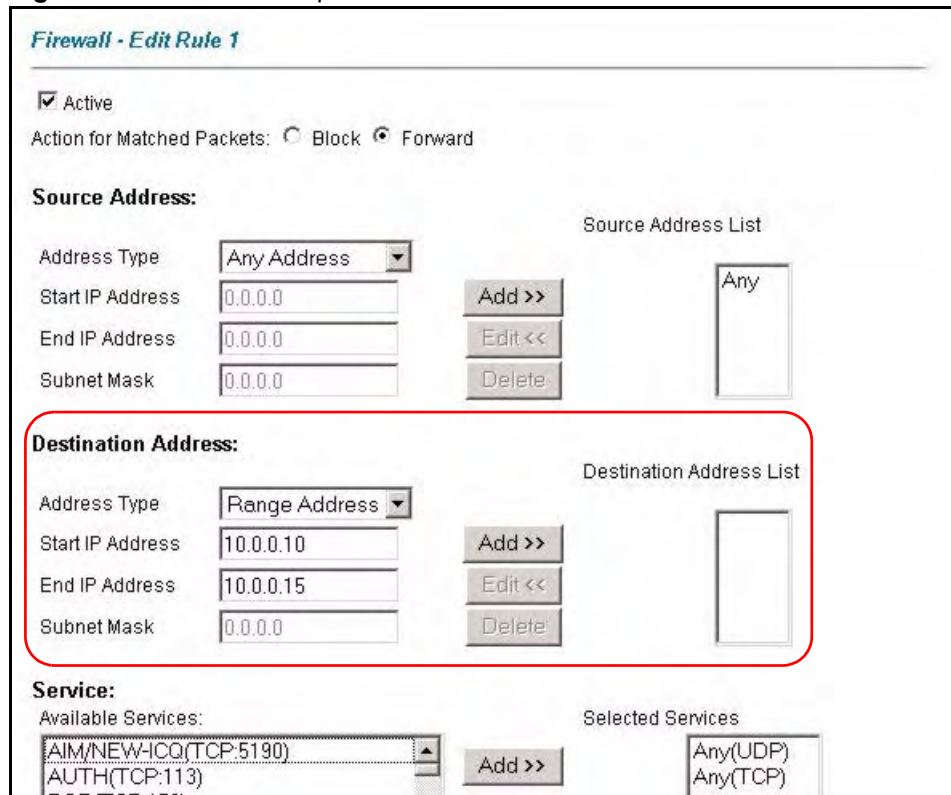 Firewall - Edit Rule 1
Active
Action for Matched Packets: Block Forward
Source Address:
Source Address List
Address Type Any Address
Any
Start IP Address 0.0.0.0 Add >>
End IP Address 0.0.0.0 Edit <<
Subnet Mask 0.0.0.0 Delete
Destination Address:
Destination Address List
Address Type Range Address
Start IP Address 10.0.0.10 Add >>
End IP Address 10.0.0.15 Edit <<
Subnet Mask 0.0.0.0 Delete
Service:
Available Services: Selected Services
AIM/NEW-ICQ(TCP:5190) Any(UDP)
AUTH(TCP:113) Add >> Any(TCP)